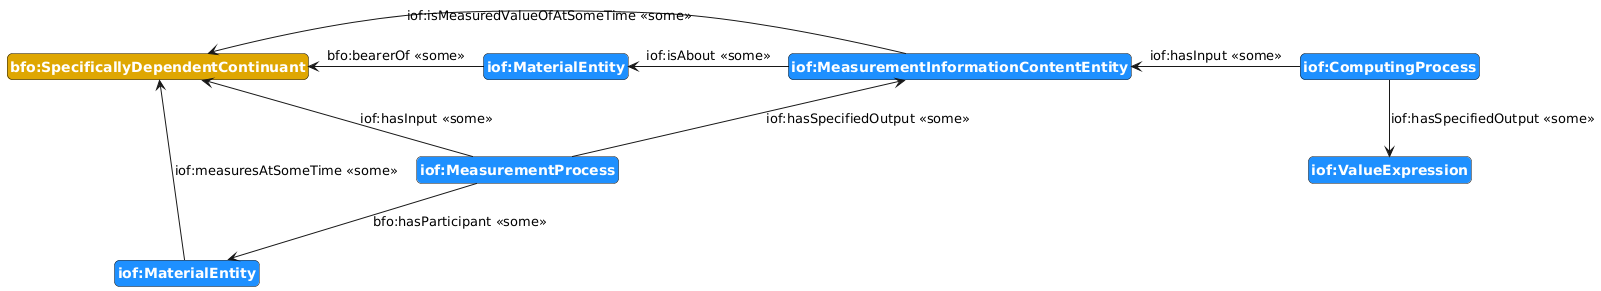 iof:isMeasuredValueOfAtSomeTime «some»
bfo:SpecificallyDependentContinuant
bfo:bearerOf «some»
iof:MaterialEntity
iof:isAbout «some»
iof:MeasurementInformationContentEntity
iof:hasInput «some»
iof:ComputingProcess
iof:hasInput «some»
iof:hasSpecifiedOutput «some»
iof:hasSpecifiedOutput «some»
iof:measuresAtSomeTime «some»
iof:MeasurementProcess
iof:ValueExpression
bfo:hasParticipant «some»
iof:MaterialEntity